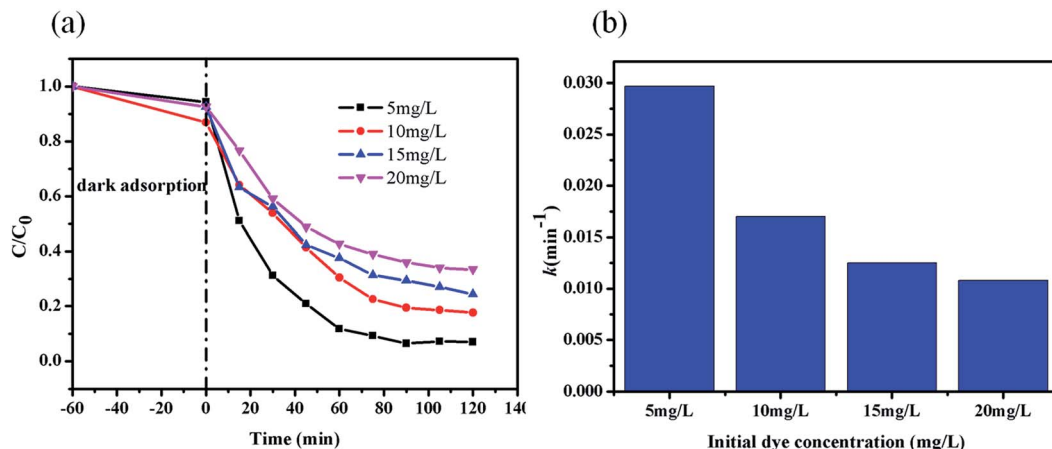 (a)
C/C0
1.0
0.8
0.6
0.4
0.2
0.0
dark adsorption
5mg/L
10mg/L
15mg/L
20mg/L
-60
-40
-20
0
20
40
60
80
100
120
140
Time (min)
(b)
k(min-1)
0.030
0.025
0.020
0.015
0.010
0.005
0.000
5mg/L
10mg/L
15mg/L
20mg/L
Initial dye concentration (mg/L)